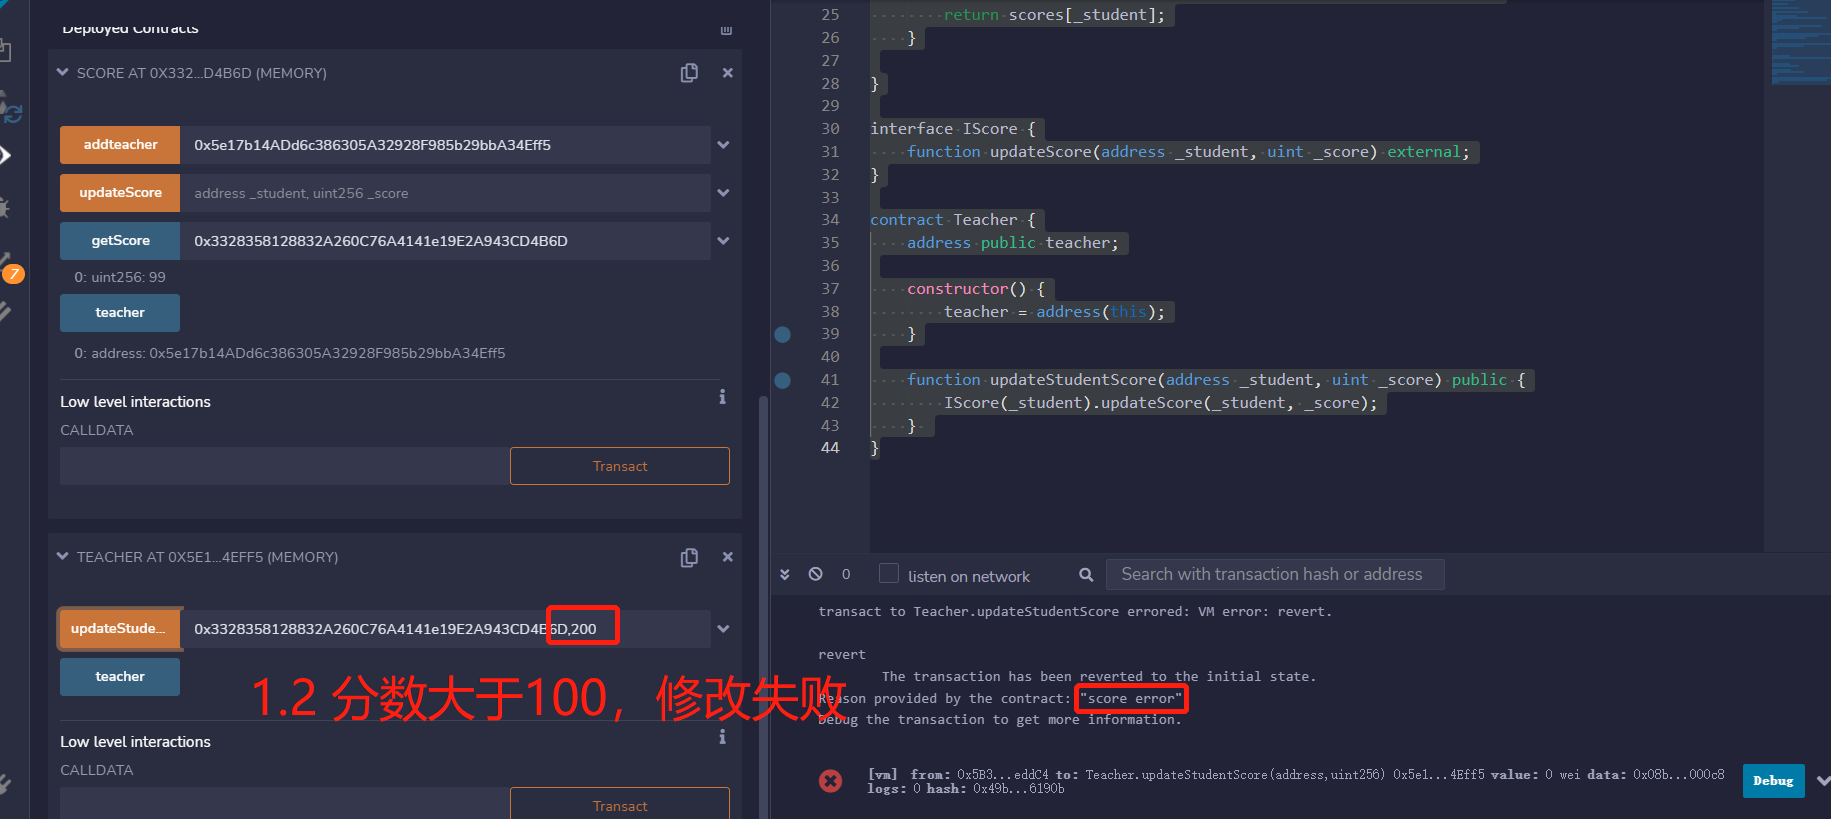 Deployed Contracts
SCORE AT 0X332...D4B6D (MEMORY)
addteacher 0x5e17b14ADd6c386305A32928F985b29bbA34Eff5
updateScore address _student, uint256 _score
getScore 0x3328358128832A260C76A4141e19E2A943CD4B6D
0: uint256: 99
teacher
0: address: 0x5e17b14ADd6c386305A32928F985b29bbA34Eff5
Low level interactions
CALLDATA
Transact
TEACHER AT 0X5E1...4EFF5 (MEMORY)
updateStude... 0x3328358128832A260C76A4141e19E2A943CD4B6D,200
teacher
1.2 分数大于100，修改失败
Low level interactions
CALLDATA
Transact
7
25 return scores[_student];
26 }
27
28 }
29
30 interface IScore {
31 function updateScore(address _student, uint _score) external;
32 }
33
34 contract Teacher {
35 address public teacher;
36
37 constructor() {
38 teacher = address(this);
39 }
40
41 function updateStudentScore(address _student, uint _score) public {
42 IScore(_student).updateScore(_student, _score);
43 }
44 }
0 listen on network Search with transaction hash or address
transact to Teacher.updateStudentScore errored: VM error: revert.
revert
The transaction has been reverted to the initial state.
Reason provided by the contract: "score error".
Debug the transaction to get more information.
[vm] from: 0x5B3...eddC4 to: Teacher.updateStudentScore(address,uint256) 0x5e1...4Eff5 value: 0 wei data: 0x08b...000c8
logs: 0 hash: 0x49b...6190b
Debug